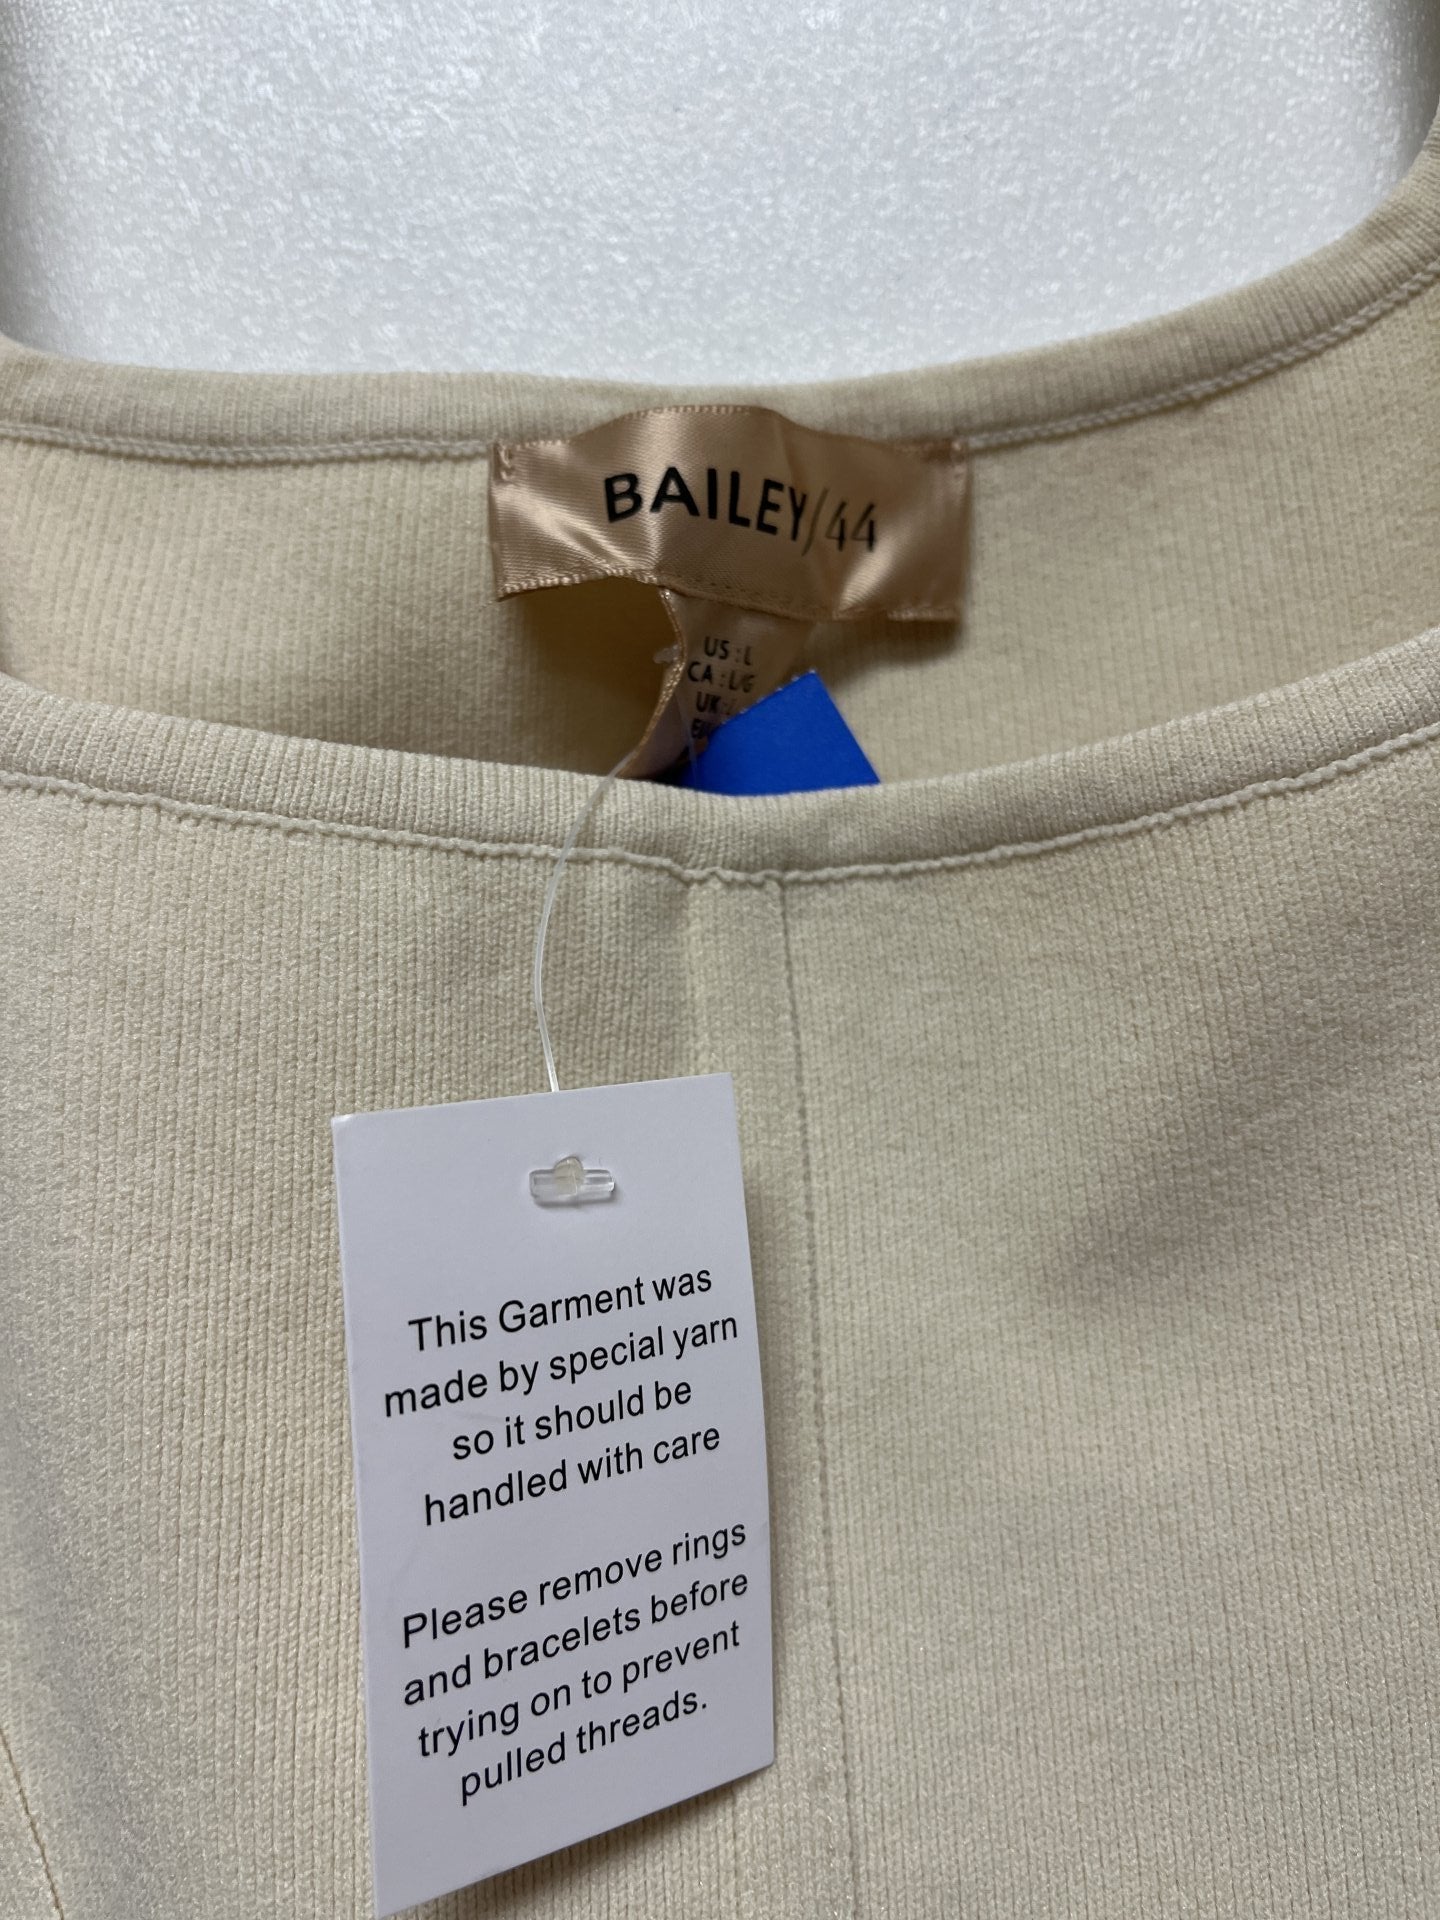 BAILEY/44
US : L
CA : L/G
UK :
This Garment was
made by special yarn
so it should be
handled with care
Please remove rings
and bracelets before
trying on to prevent
pulled threads.